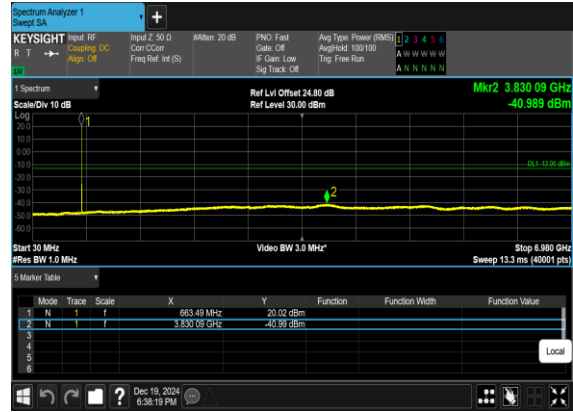 Spectrum Analyzer 1
Swept SA
+
KEYSIGHT Input: RF Input Z: 50 Ω #Atten: 20 dB PNO: Fast Avg Type: Power (RMS) 1 2 3 4 5 6
R T Coupling: DC Corr CCorr Gate: Off Avg|Hold: 100/100 A W W W W W
Align: Off Freq Ref: Int (S) IF Gain: Low Trig: Free Run
Sig Track: Off A N N N N N
1 Spectrum
Ref Lvl Offset 24.80 dB Mkr2 3.830 09 GHz
Scale/Div 10 dB Ref Level 30.00 dBm -40.989 dBm
Log
20.0
10.0
0.00
-10.0
-20.0
-30.0
-40.0
-50.0
-60.0
1
DL1 -13.00 dBm
2
Start 30 MHz Video BW 3.0 MHz* Stop 6.980 GHz
#Res BW 1.0 MHz Sweep 13.3 ms (40001 pts)
5 Marker Table
Mode Trace Scale X Y Function Function Width Function Value
1 N 1 f 663.49 MHz 20.02 dBm
2 N 1 f 3.830 09 GHz -40.99 dBm
3
4
5
6
Local
? Dec 19, 2024
6:38:19 PM